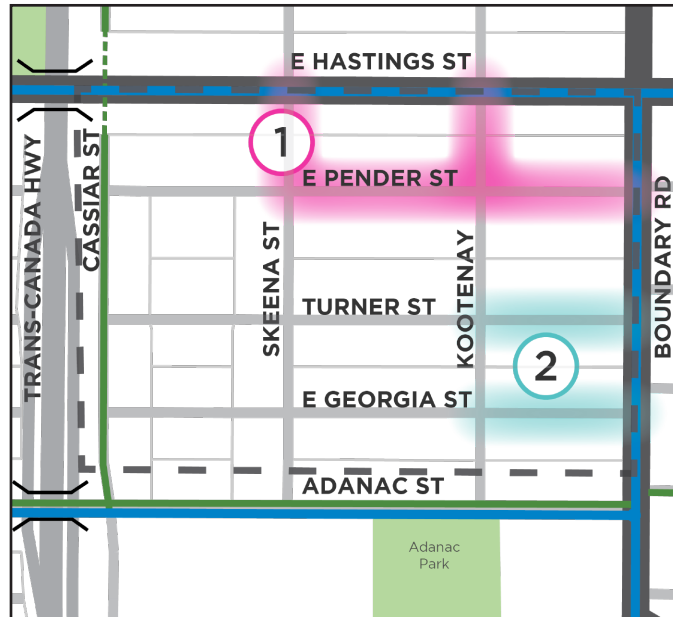 E HASTINGS ST
1
E PENDER ST
CASSIAR ST
TRANS-CANADA HWY
SKEENA ST
KOOTENAY
BOUNDARY RD
TURNER ST
2
E GEORGIA ST
ADANAC ST
Adanac
Park